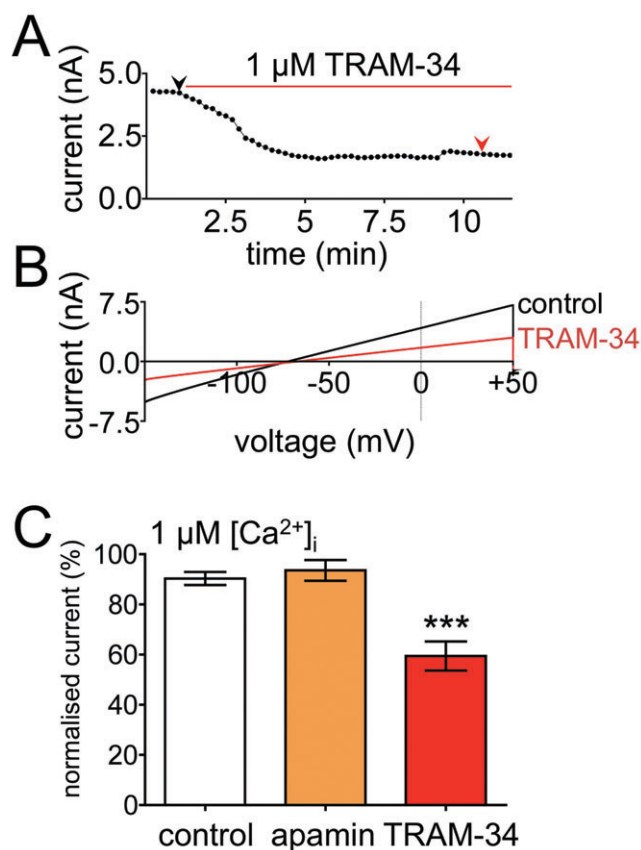 A
1 μM TRAM-34
current (nA)
5.0
2.5
0.0
2.5 5 7.5 10
time (min)
B
current (nA)
7.5
0.0
-7.5
control
TRAM-34
-100 -50 0 +50
voltage (mV)
C
1 μM [Ca²⁺]ᵢ
normalised current (%)
100
80
60
40
20
0
***
control apamin TRAM-34